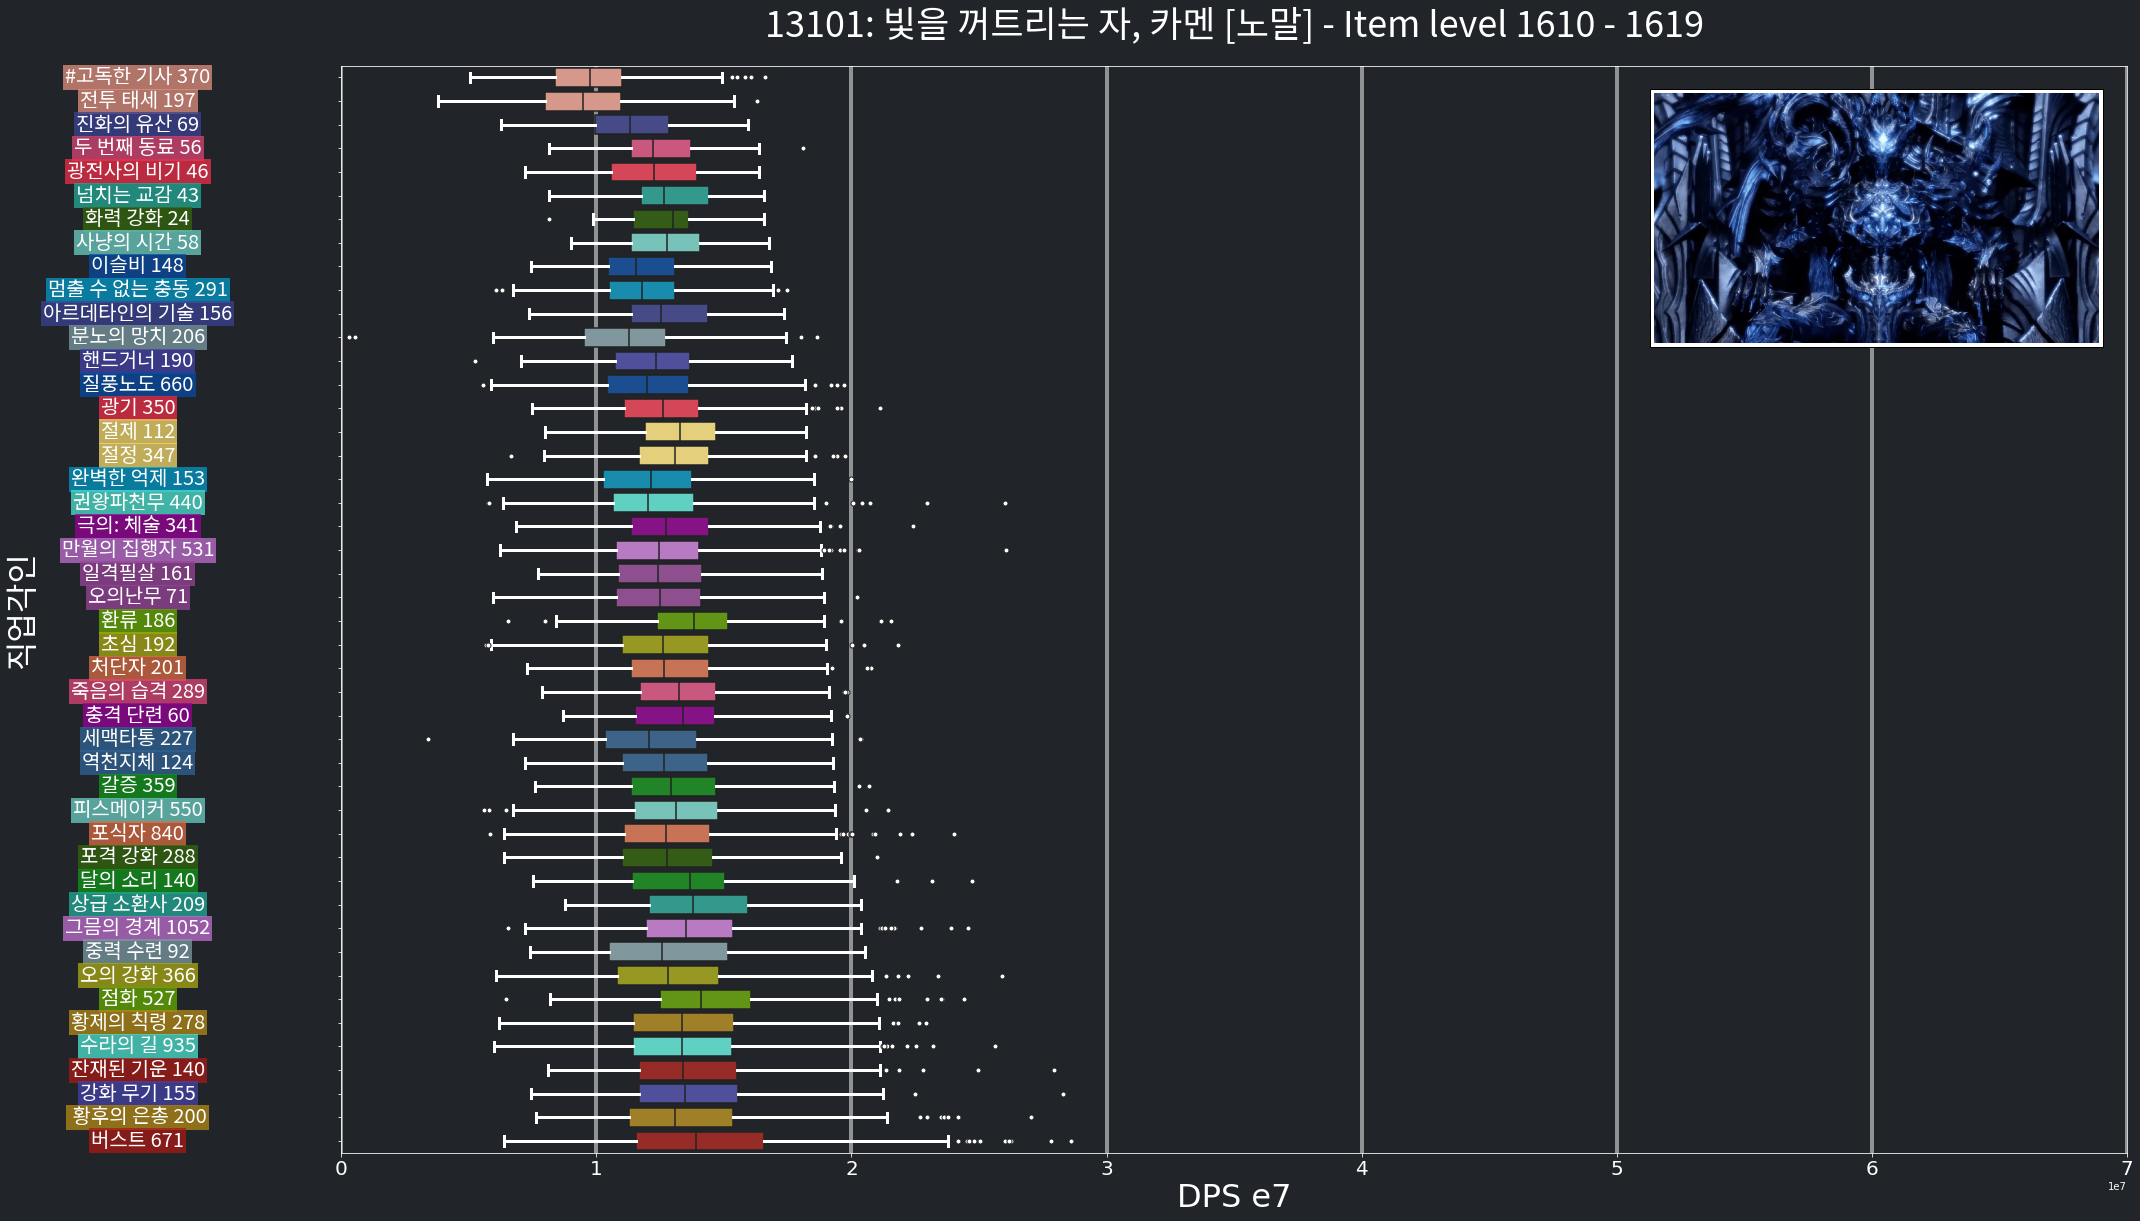 13101: 빛을 꺼트리는 자, 카멘 [노말] - Item level 1610 - 1619
#고독한 기사 370
전투 태세 197
진화의 유산 69
두 번째 동료 56
광전사의 비기 46
넘치는 교감 43
화력 강화 24
사냥의 시간 58
이슬비 148
멈출 수 없는 충동 291
아르데타인의 기술 156
분노의 망치 206
핸드거너 190
질풍노도 660
광기 350
절제 112
절정 347
완벽한 억제 153
권왕파천무 440
극의: 체술 341
만월의 집행자 531
일격필살 161
오의난무 71
환류 186
초심 192
처단자 201
죽음의 습격 289
충격 단련 60
세맥타통 227
역천지체 124
갈증 359
피스메이커 550
포식자 840
포격 강화 288
달의 소리 140
상급 소환사 209
그믐의 경계 1052
중력 수련 92
오의 강화 366
점화 527
황제의 칙령 278
수라의 길 935
잔재된 기운 140
강화 무기 155
황후의 은총 200
버스트 671
직업각인
0 1 2 3 4 5 6 7
1e7
DPS e7